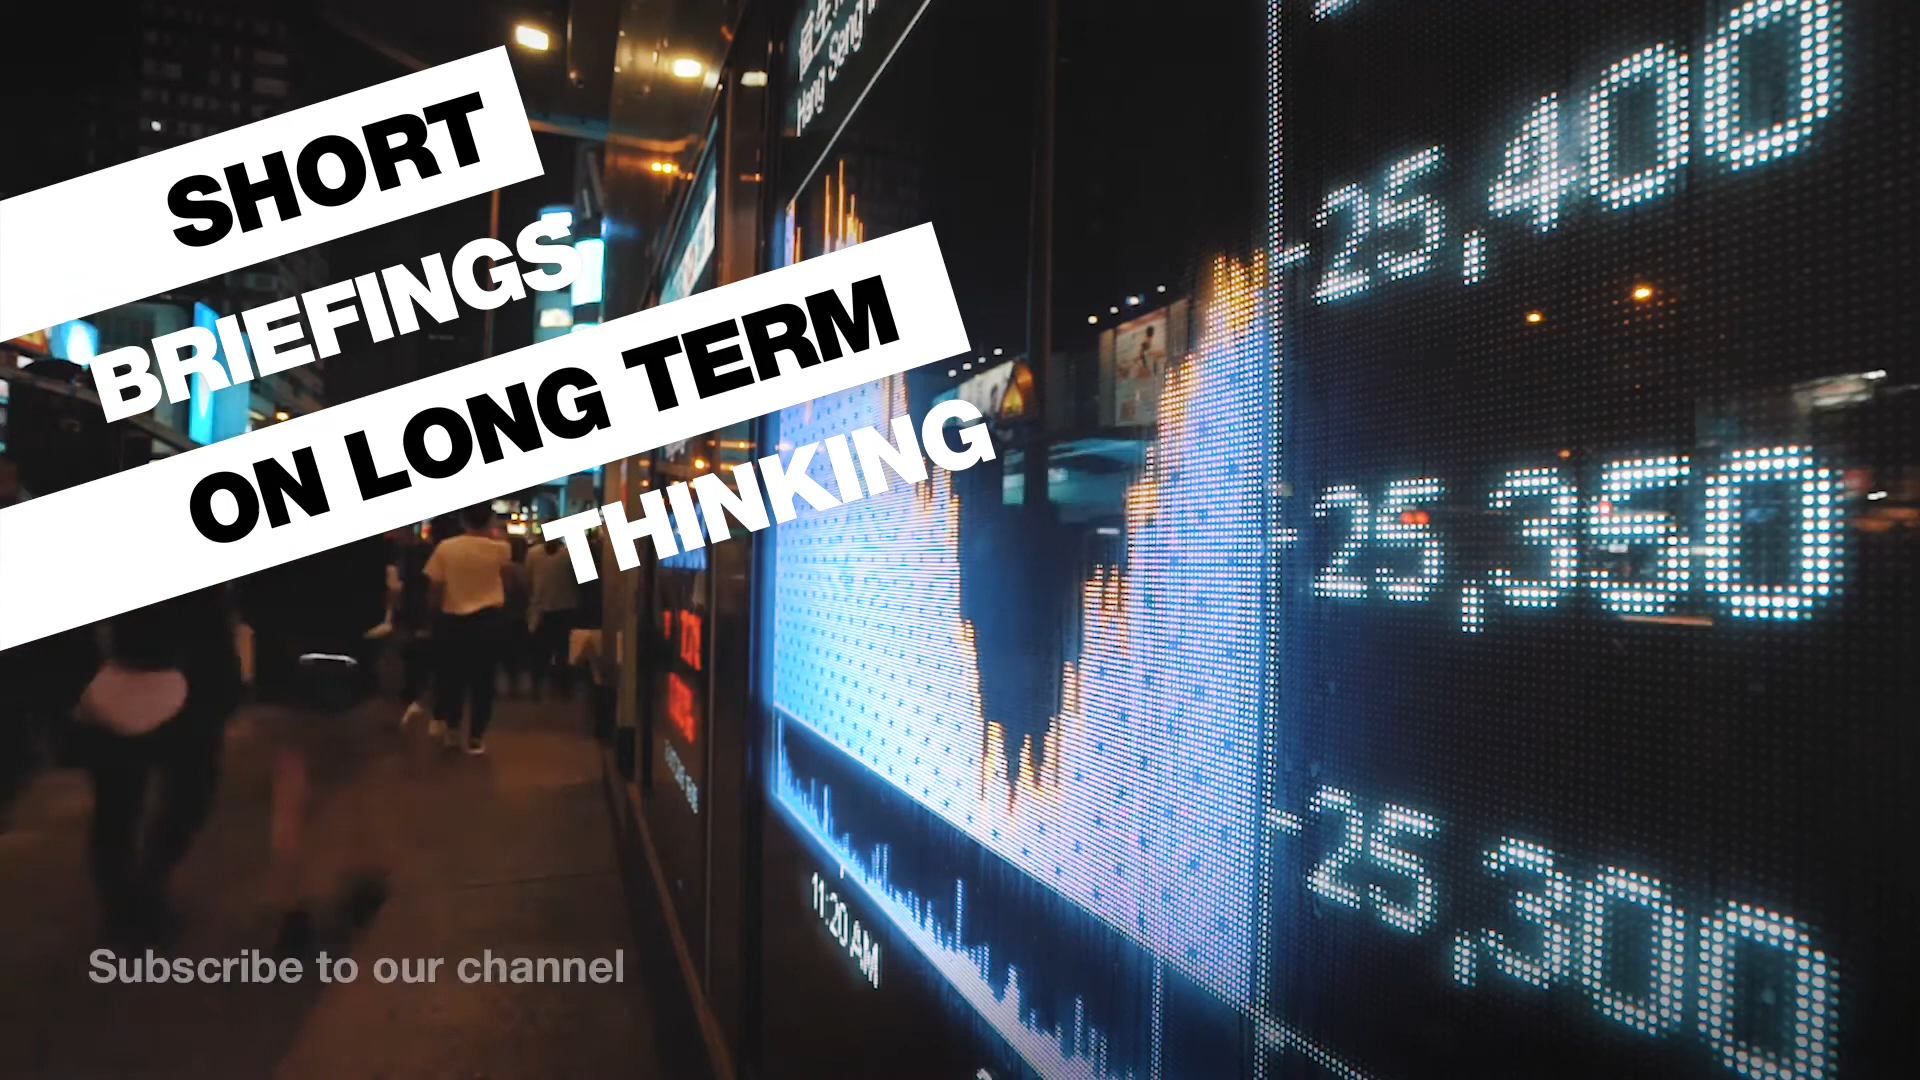 SHORT
BRIEFINGS
ON LONG TERM
THINKING
Hang Seng
25,400
25,350
25,300
11:20 AM
Subscribe to our channel